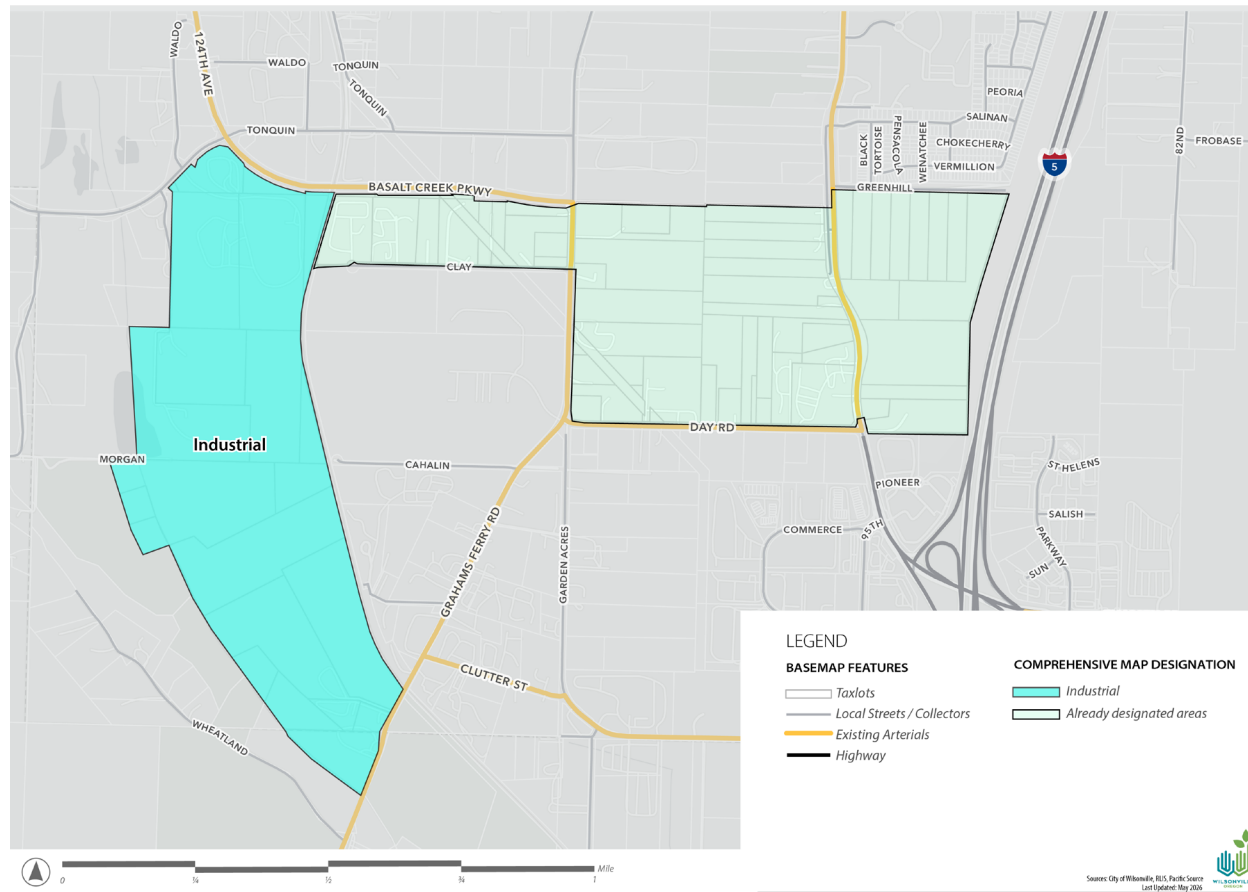 WALDO
124TH AVE
WALDO
TONQUIN
TONQUIN
TONQUIN
BASALT CREEK PKWY
CLAY
PEORIA
SALINAN
BLACK
TORTOISE
PENSACOLA
WENATCHEE
CHOKECHERRY
VERMILLION
GREENHILL
5
82ND
FROBASE
Industrial
MORGAN
CAHALIN
DAY RD
GRAHAMS FERRY RD
GARDEN ACRES
PIONEER
COMMERCE
95TH
ST HELENS
SALISH
PARKWAY
SUN
CLUTTER ST
WHEATLAND
LEGEND
BASEMAP FEATURES
Taxlots
Local Streets / Collectors
Existing Arterials
Highway
COMPREHENSIVE MAP DESIGNATION
Industrial
Already designated areas
0 ¼ ½ ¾ 1
Mile
Sources: City of Wilsonville, RLIS, Pacific Source
Last Updated: May 2026
WILSONVILLE
OREGON